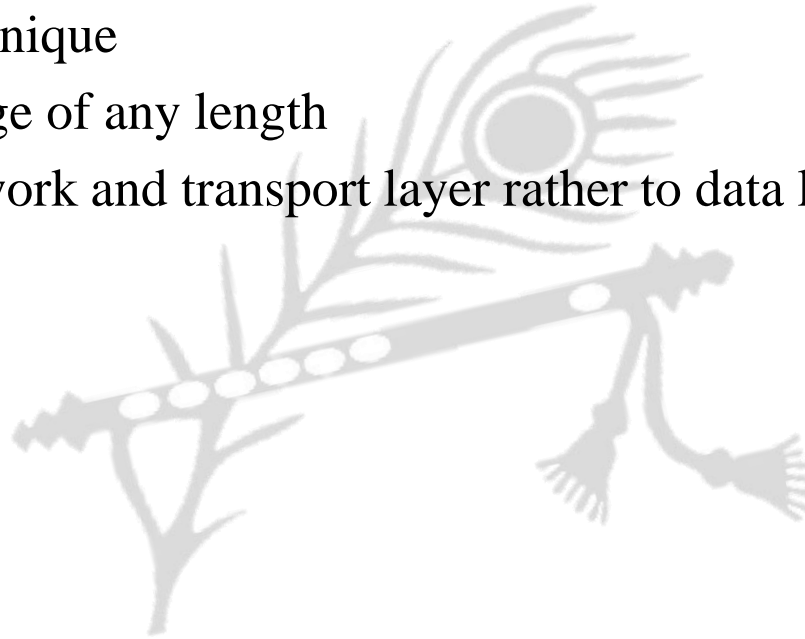 nique
ge of any length
work and transport layer rather to data l